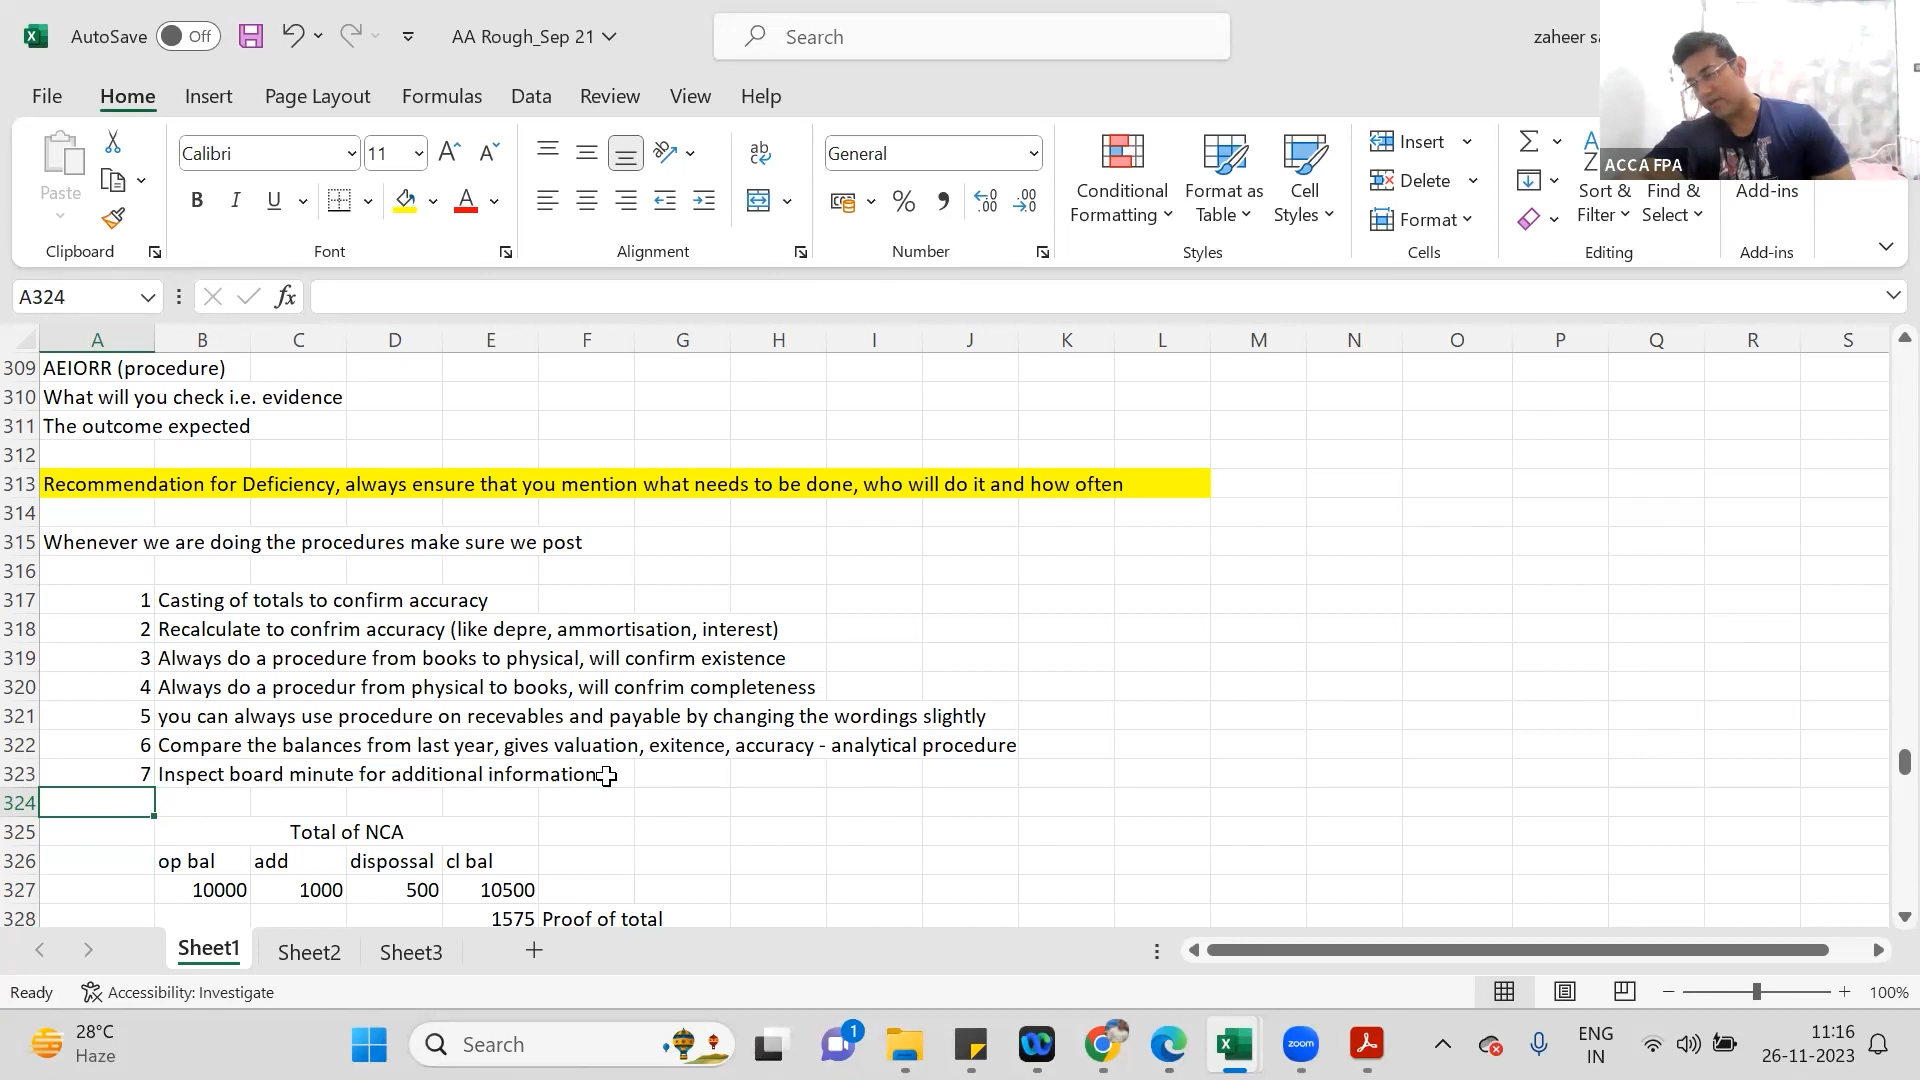 AutoSave Off AA Rough_Sep 21 Search zaheer
File Home Insert Page Layout Formulas Data Review View Help
Paste Calibri 11 A A ab General Conditional Formatting Format as Table Cell Styles Insert Delete Format Sort & Filter Find & Select Add-ins
B I U A
Clipboard Font Alignment Number Styles Cells Editing Add-ins
ACCA FPA
A324 fx
A B C D E F G H I J K L M N O P Q R S
309 AEIORR (procedure)
310 What will you check i.e. evidence
311 The outcome expected
312
313 Recommendation for Deficiency, always ensure that you mention what needs to be done, who will do it and how often
314
315 Whenever we are doing the procedures make sure we post
316
317 1 Casting of totals to confirm accuracy
318 2 Recalculate to confrim accuracy (like depre, ammortisation, interest)
319 3 Always do a procedure from books to physical, will confirm existence
320 4 Always do a procedur from physical to books, will confrim completeness
321 5 you can always use procedure on recevables and payable by changing the wordings slightly
322 6 Compare the balances from last year, gives valuation, exitence, accuracy - analytical procedure
323 7 Inspect board minute for additional information
324
325 Total of NCA
326 op bal add dispossal cl bal
327 10000 1000 500 10500
328 1575 Proof of total
Sheet1 Sheet2 Sheet3
Ready Accessibility: Investigate 100%
28°C
Haze
Search
1
zoom
ENG
IN
11:16
26-11-2023